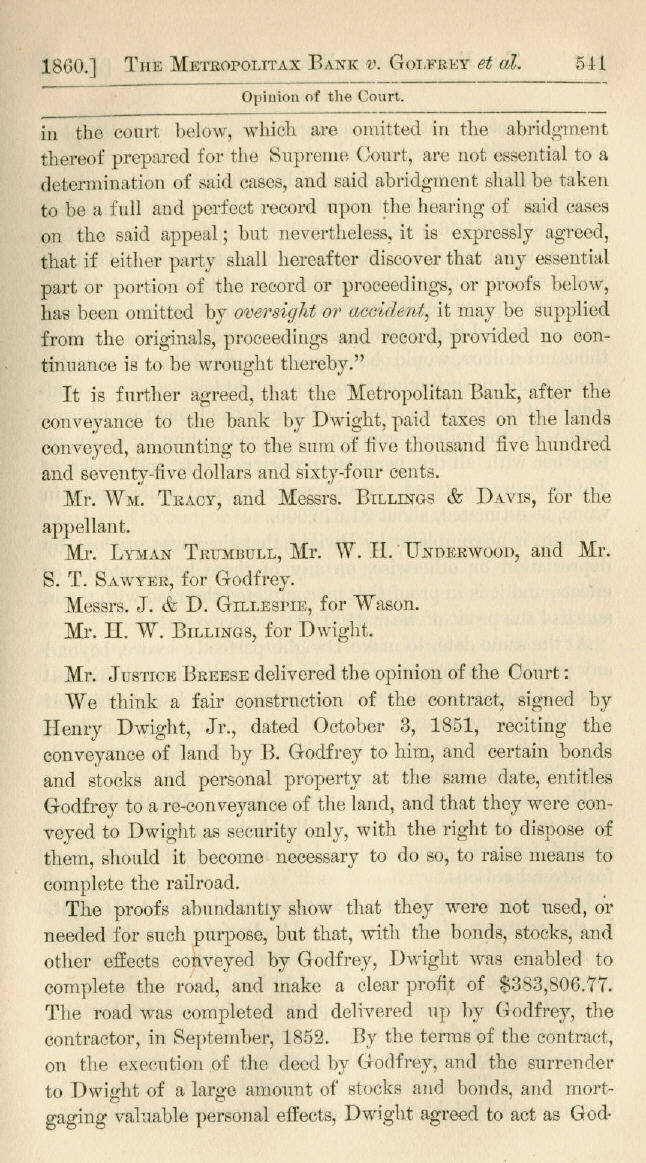 1860.] THE METROPOLITAN BANK v. GODFREY et al. 541
Opinion of the Court.
in the court below, which are omitted in the abridgment
thereof prepared for the Supreme Court, are not essential to a
determination of said cases, and said abridgment shall be taken
to be a full and perfect record upon the hearing of said cases
on the said appeal; but nevertheless, it is expressly agreed,
that if either party shall hereafter discover that any essential
part or portion of the record or proceedings, or proofs below,
has been omitted by oversight or accident, it may be supplied
from the originals, proceedings and record, provided no con-
tinuance is to be wrought thereby.”
It is further agreed, that the Metropolitan Bank, after the
conveyance to the bank by Dwight, paid taxes on the lands
conveyed, amounting to the sum of five thousand five hundred
and seventy-five dollars and sixty-four cents.
Mr. WM. TRACY, and Messrs. BILLINGS & DAVIS, for the
appellant.
Mr. LYMAN TRUMBULL, Mr. W. H. UNDERWOOD, and Mr.
S. T. SAWYER, for Godfrey.
Messrs. J. & D. GILLESPIE, for Wason.
Mr. H. W. BILLINGS, for Dwight.
Mr. JUSTICE BREESE delivered the opinion of the Court:
We think a fair construction of the contract, signed by
Henry Dwight, Jr., dated October 3, 1851, reciting the
conveyance of land by B. Godfrey to him, and certain bonds
and stocks and personal property at the same date, entitles
Godfrey to a re-conveyance of the land, and that they were con-
veyed to Dwight as security only, with the right to dispose of
them, should it become necessary to do so, to raise means to
complete the railroad.
The proofs abundantly show that they were not used, or
needed for such purpose, but that, with the bonds, stocks, and
other effects conveyed by Godfrey, Dwight was enabled to
complete the road, and make a clear profit of $383,806.77.
The road was completed and delivered up by Godfrey, the
contractor, in September, 1852. By the terms of the contract,
on the execution of the deed by Godfrey, and the surrender
to Dwight of a large amount of stocks and bonds, and mort-
gaging valuable personal effects, Dwight agreed to act as God-